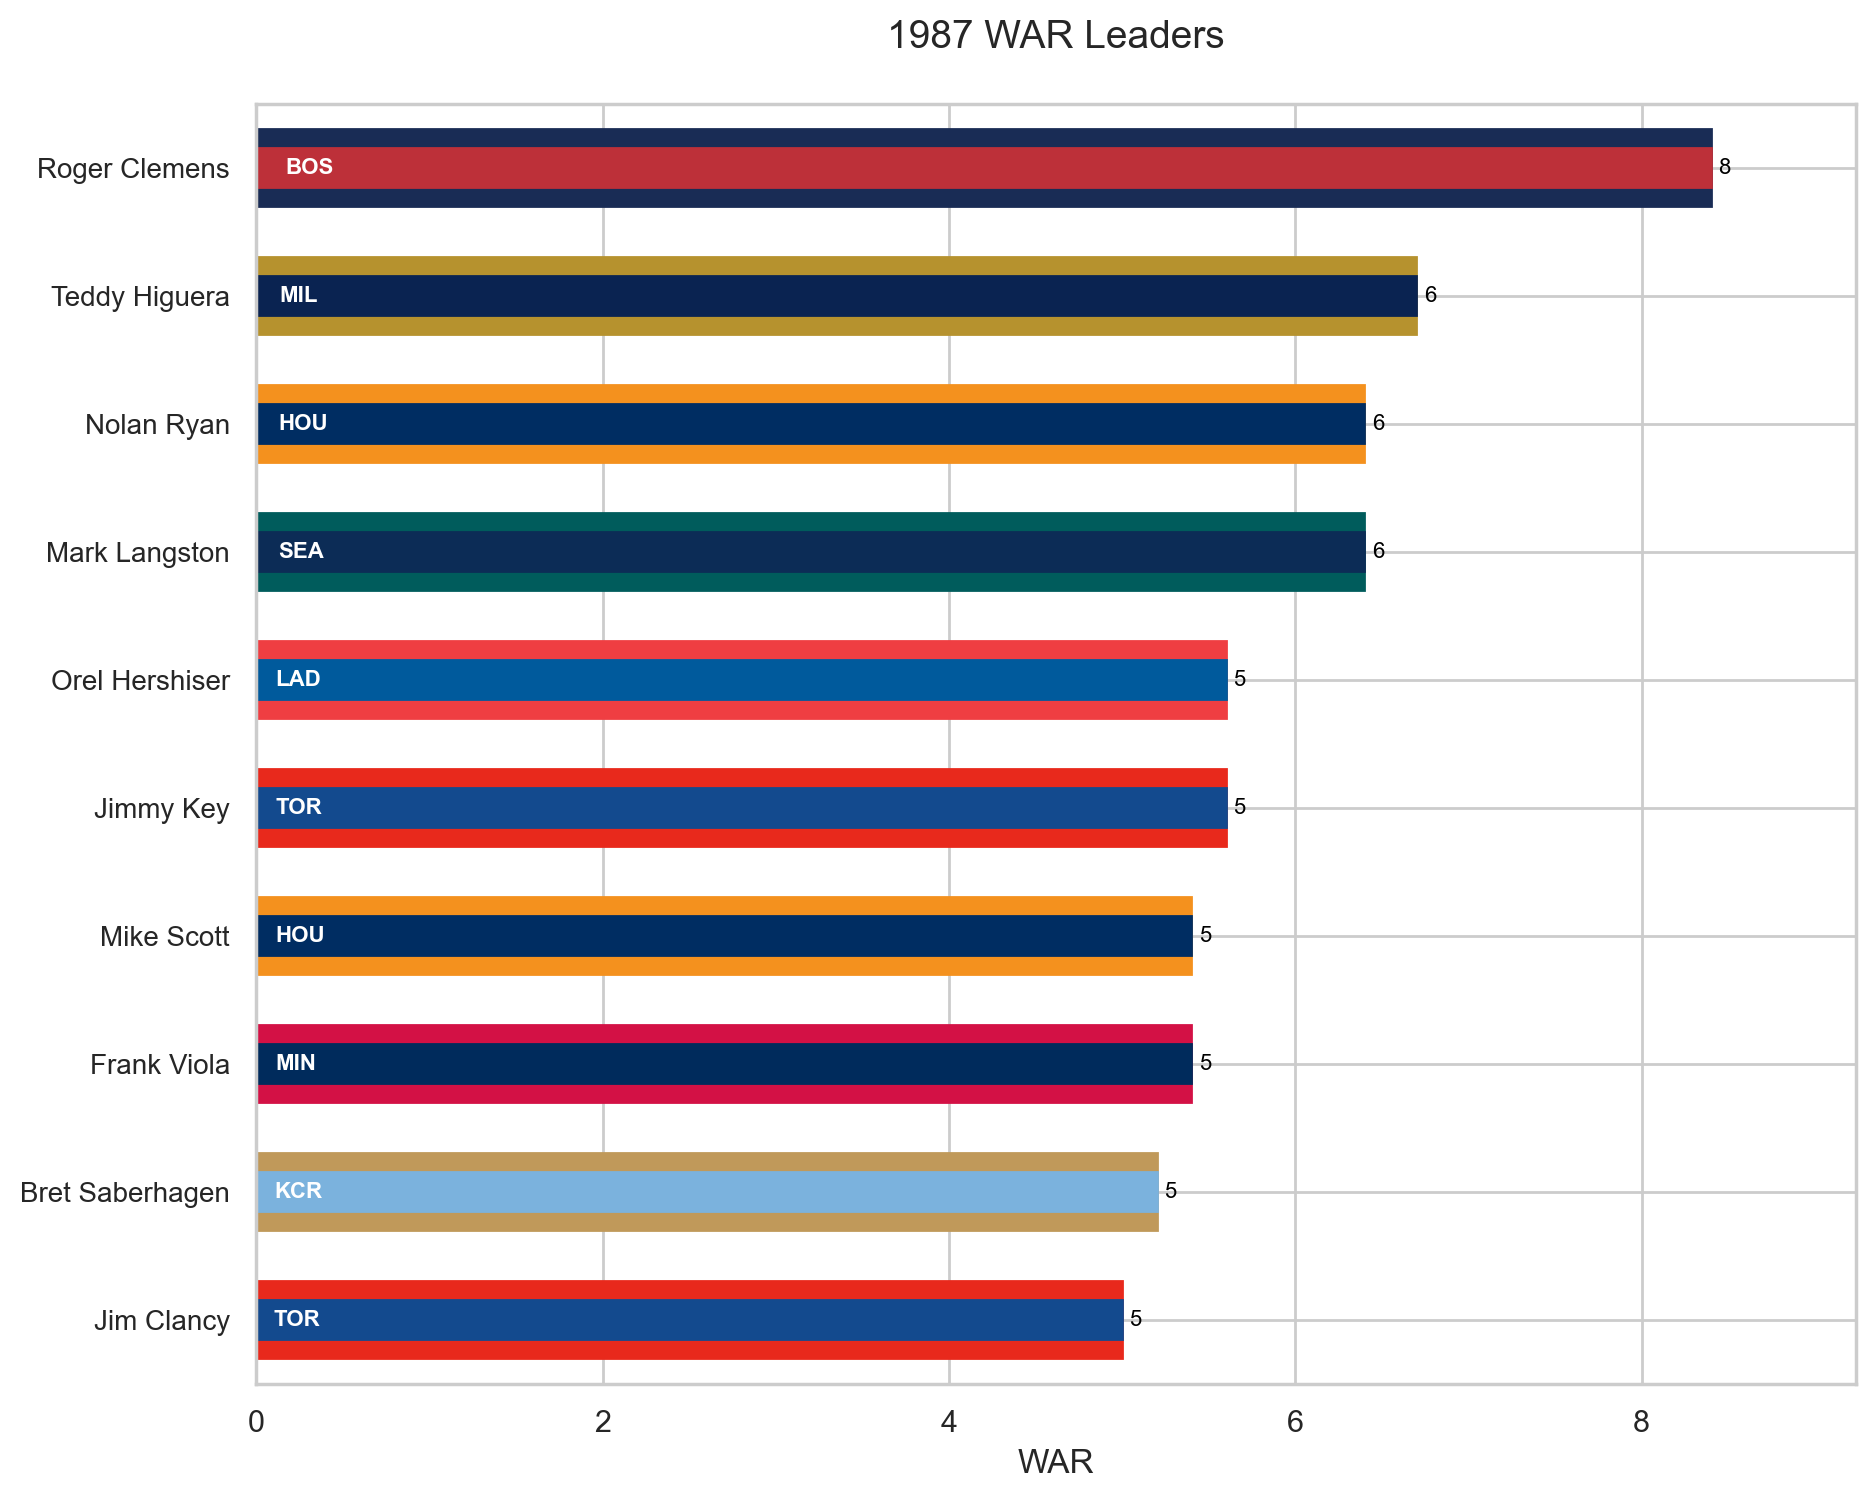 1987 WAR Leaders
Roger Clemens BOS 8
Teddy Higuera MIL 6
Nolan Ryan HOU 6
Mark Langston SEA 6
Orel Hershiser LAD 5
Jimmy Key TOR 5
Mike Scott HOU 5
Frank Viola MIN 5
Bret Saberhagen KCR 5
Jim Clancy TOR 5
0 2 4 6 8
WAR